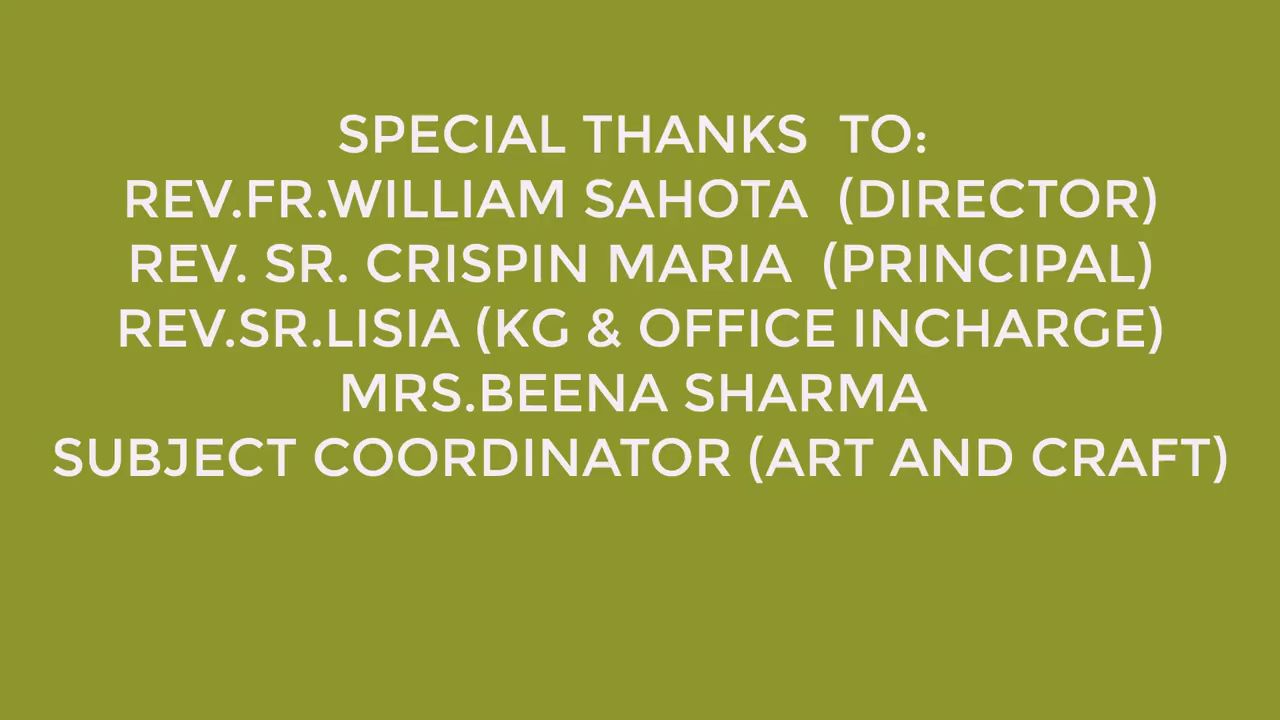 SPECIAL THANKS  TO:
REV.FR.WILLIAM SAHOTA  (DIRECTOR)
REV. SR. CRISPIN MARIA  (PRINCIPAL)
REV.SR.LISIA (KG & OFFICE INCHARGE)
MRS.BEENA SHARMA
SUBJECT COORDINATOR (ART AND CRAFT)